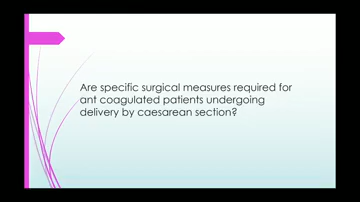 Are specific surgical measures required for
ant coagulated patients undergoing
delivery by caesarean section?